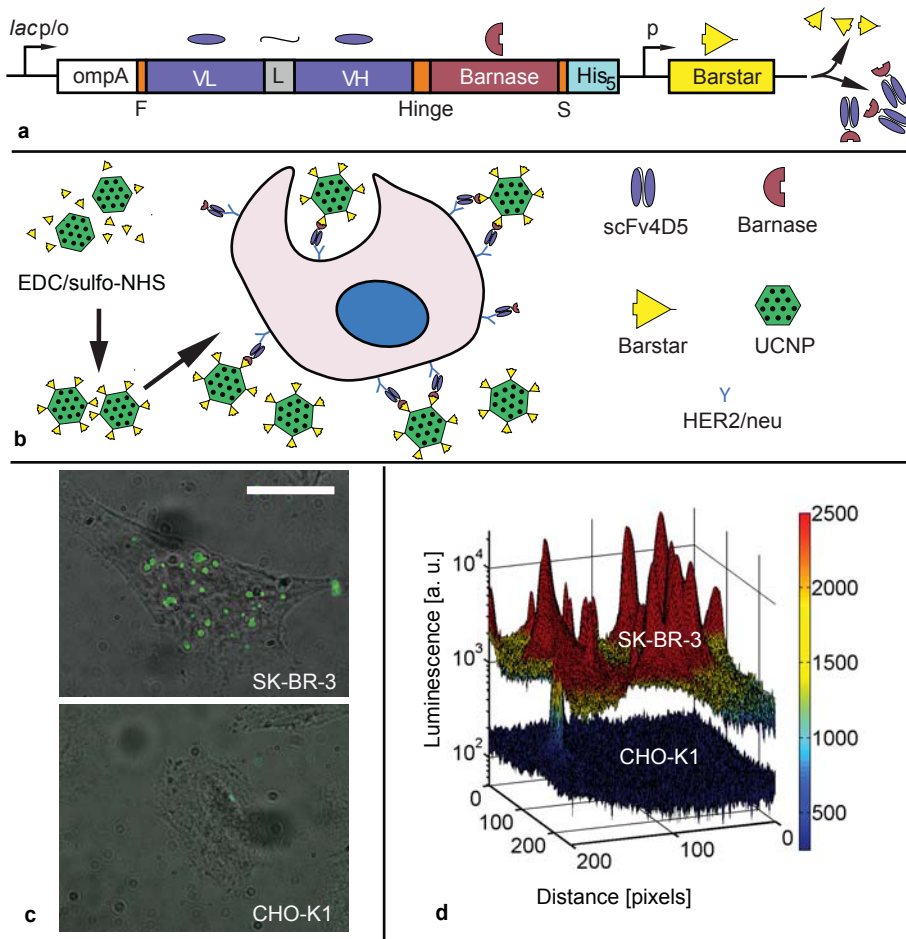 lacp/o
p
ompA
VL
L
VH
Barnase
His5
Barstar
F
Hinge
S
a
EDC/sulfo-NHS
scFv4D5
Barnase
Barstar
UCNP
Y
HER2/neu
b
SK-BR-3
CHO-K1
c
Luminescence [a. u.]
10^4
10^3
10^2
SK-BR-3
CHO-K1
0
100
200
200
100
0
Distance [pixels]
2500
2000
1500
1000
500
d